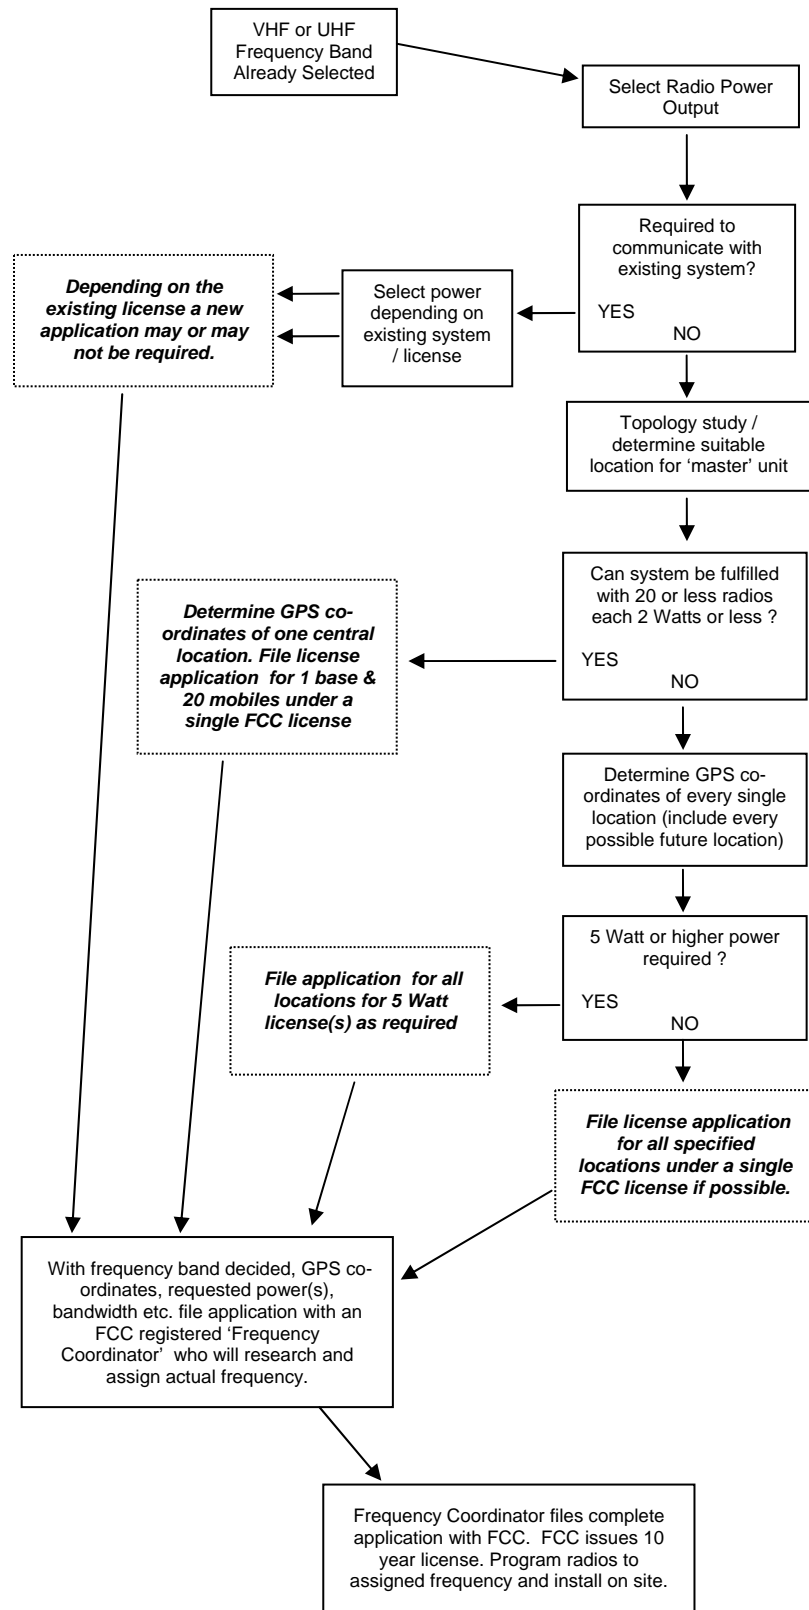 VHF or UHF
Frequency Band
Already Selected
Select Radio Power
Output
Required to
communicate with
existing system?
YES
NO
Depending on the
existing license a new
application may or may
not be required.
Select power
depending on
existing system
/ license
Topology study /
determine suitable
location for ‘master’ unit
Can system be fulfilled
with 20 or less radios
each 2 Watts or less ?
YES
NO
Determine GPS co-
ordinates of one central
location. File license
application  for 1 base &
20 mobiles under a
single FCC license
Determine GPS co-
ordinates of every single
location (include every
possible future location)
5 Watt or higher power
required ?
YES
NO
File application  for all
locations for 5 Watt
license(s) as required
File license application
for all specified
locations under a single
FCC license if possible.
With frequency band decided, GPS co-
ordinates, requested power(s),
bandwidth etc. file application with an
FCC registered ‘Frequency
Coordinator’  who will research and
assign actual frequency.
Frequency Coordinator files complete
application with FCC.  FCC issues 10
year license. Program radios to
assigned frequency and install on site.